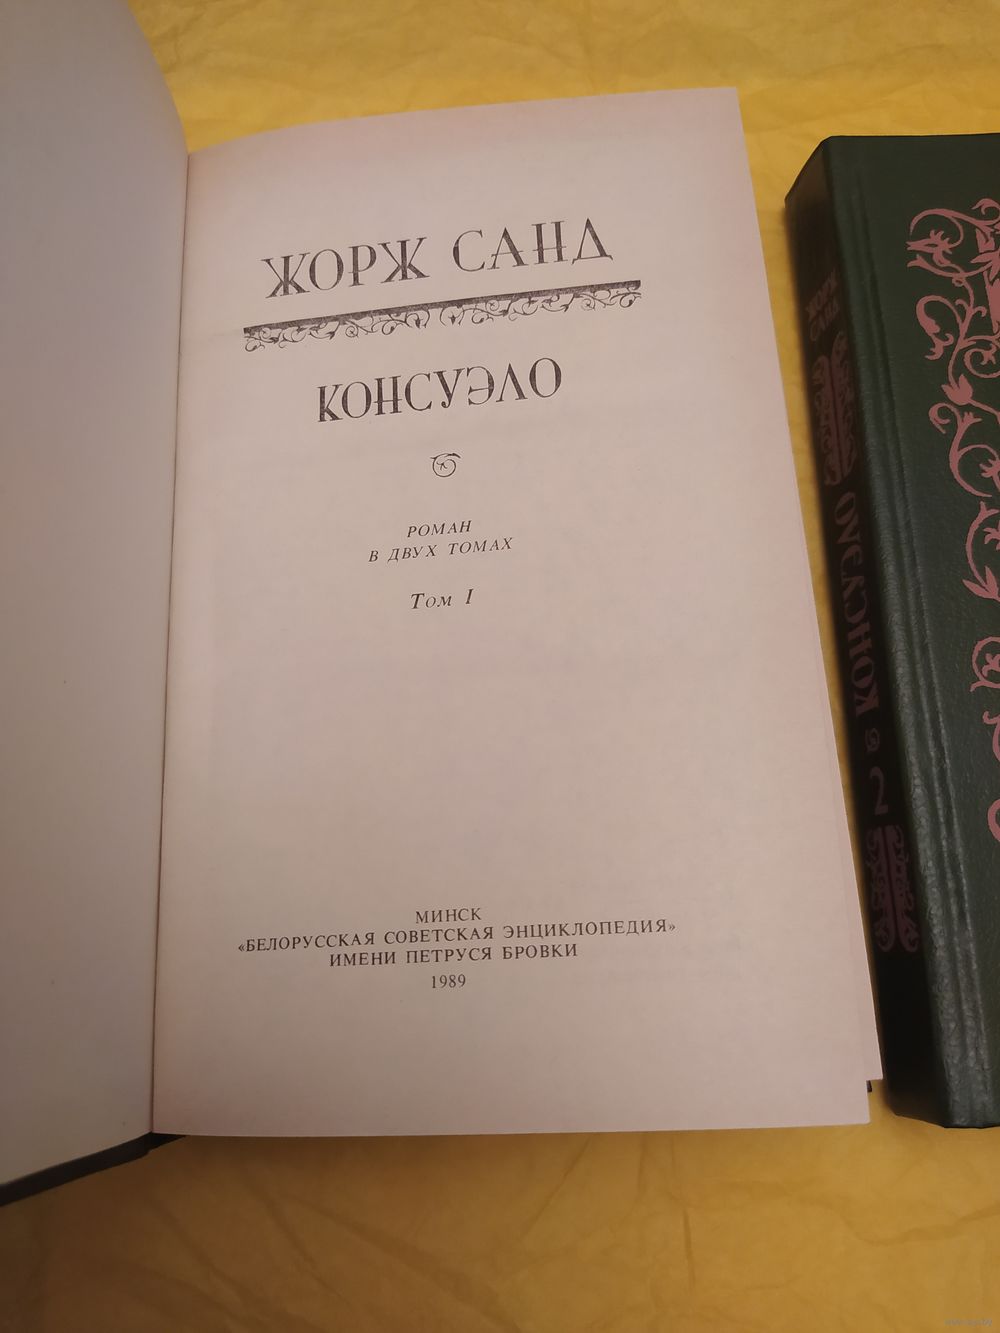 ЖОРЖ САНД
КОНСУЭЛО
РОМАН
В ДВУХ ТОМАХ
Том I
МИНСК
«БЕЛОРУССКАЯ СОВЕТСКАЯ ЭНЦИКЛОПЕДИЯ»
ИМЕНИ ПЕТРУСЯ БРОВКИ
1989
ЖОРЖ
САНД
КОНСУЭЛО
2